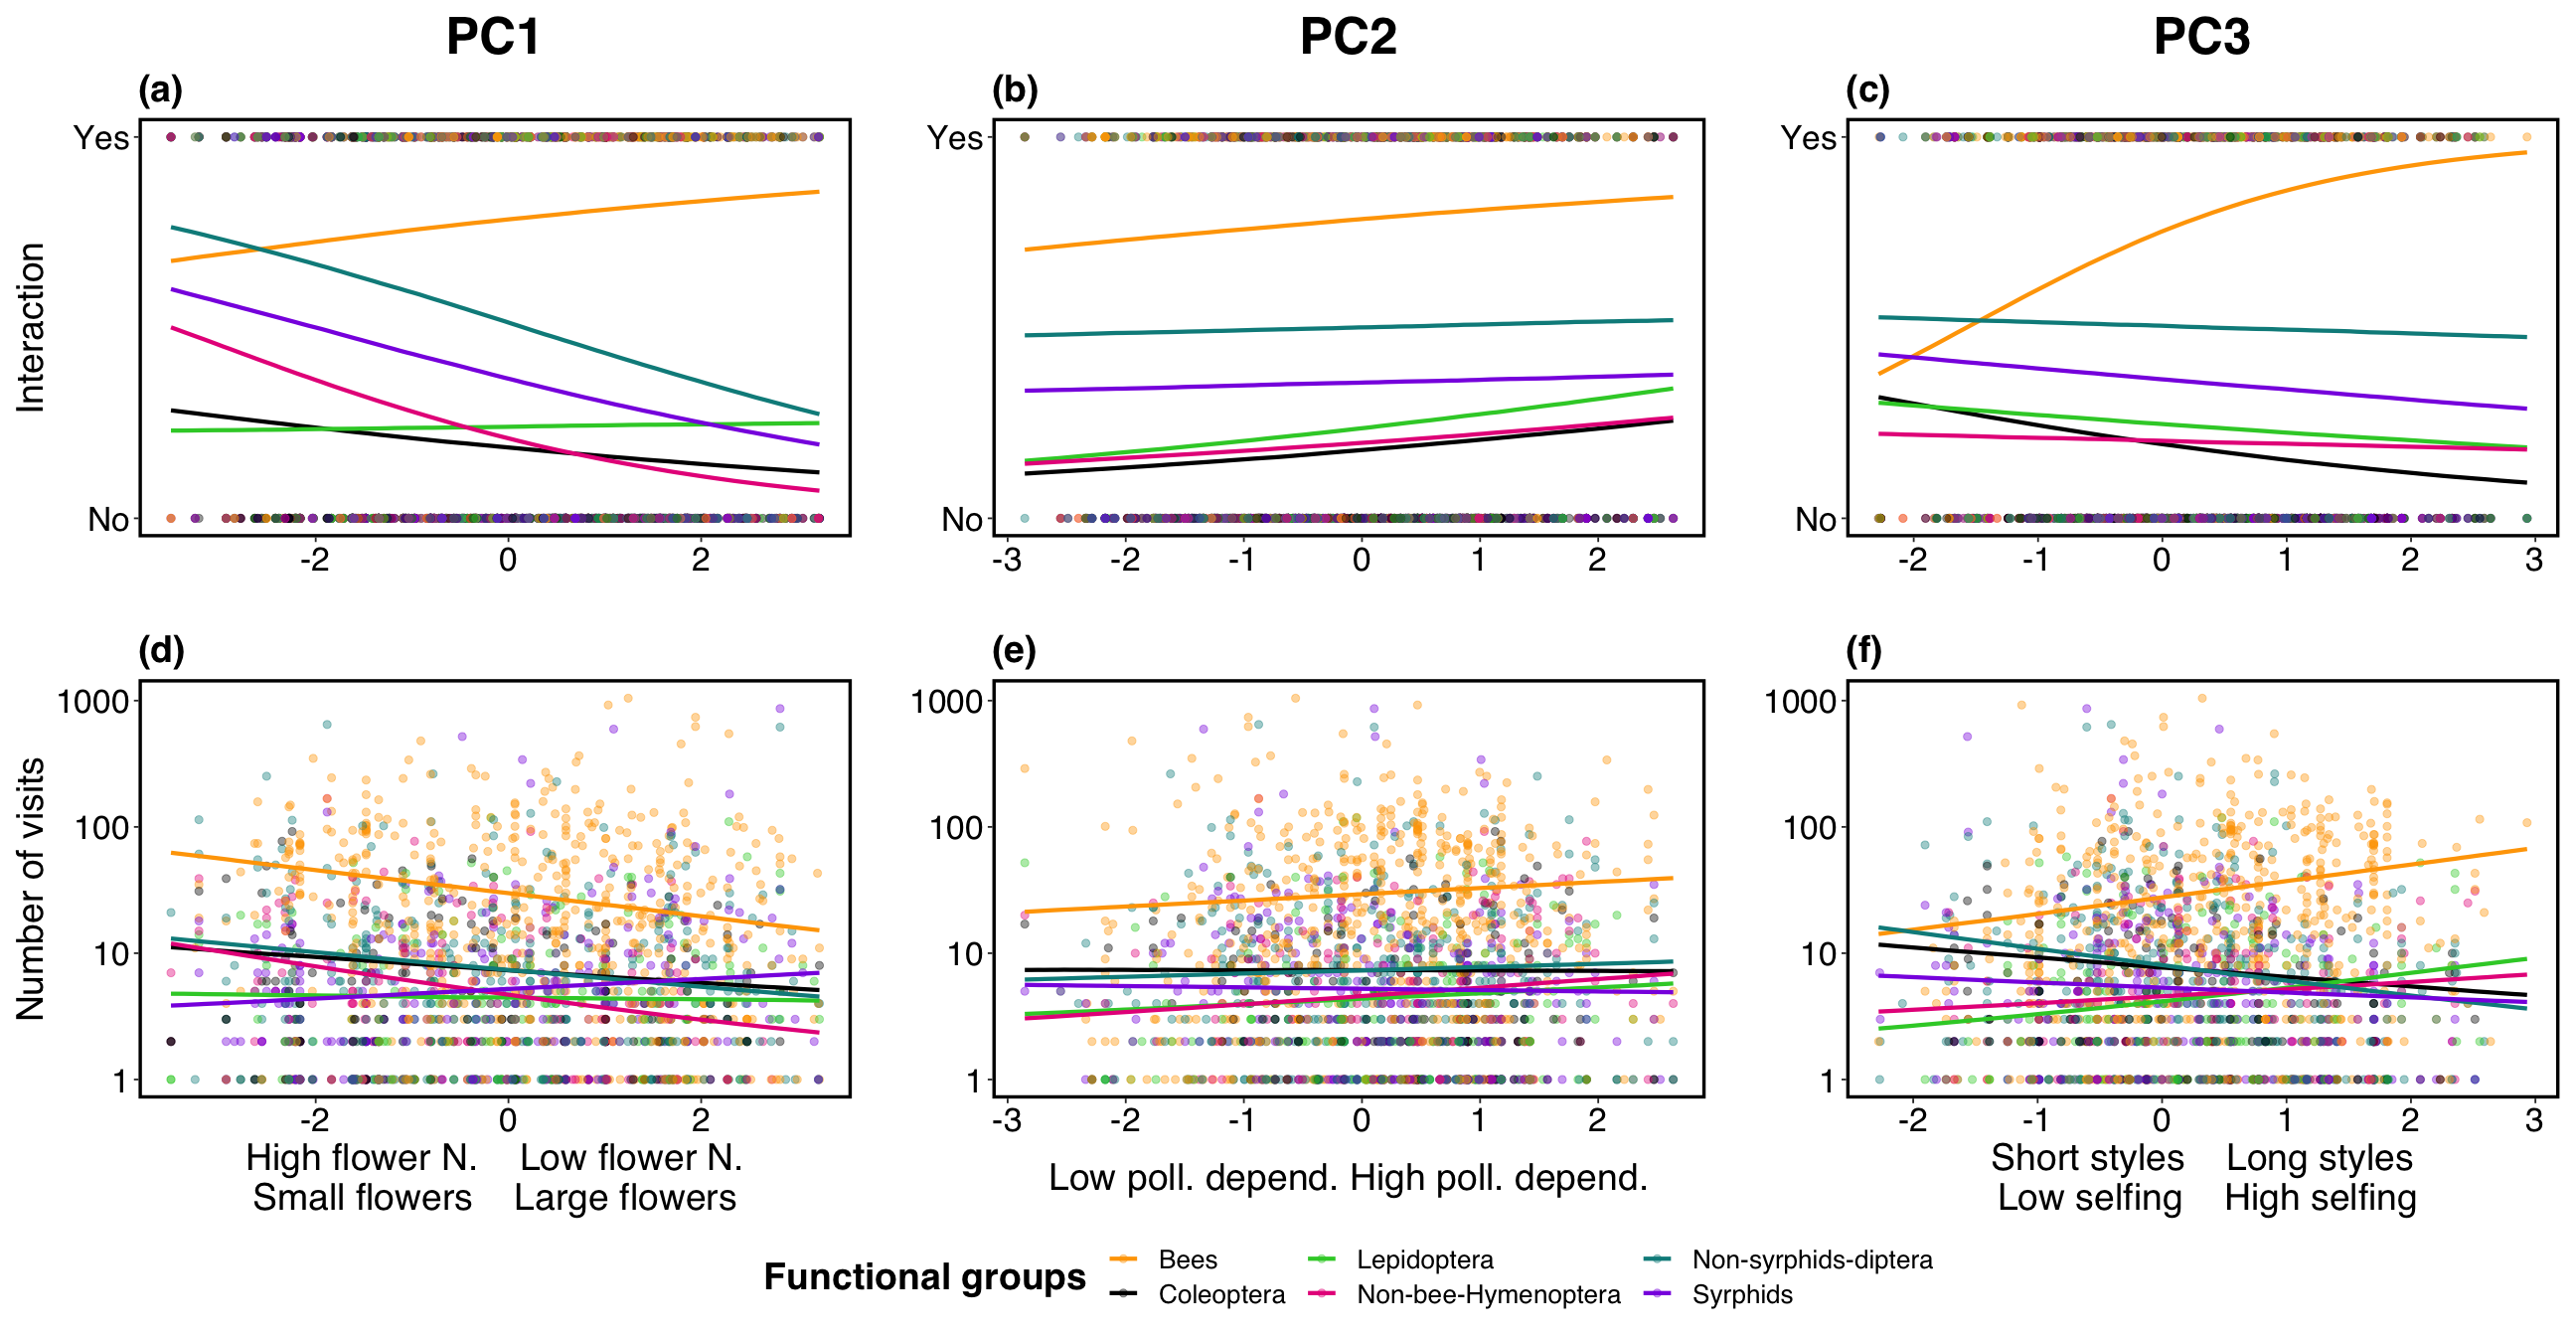 PC1 PC2 PC3
(a) (b) (c)
Interaction
Yes
No
-2 0 2
Yes
No
-3 -2 -1 0 1 2
Yes
No
-2 -1 0 1 2 3
(d) (e) (f)
Number of visits
1000
100
10
1
-2 0 2
High flower N. Low flower N.
Small flowers Large flowers
1000
100
10
1
-3 -2 -1 0 1 2
Low poll. depend. High poll. depend.
1000
100
10
1
-2 -1 0 1 2 3
Short styles Long styles
Low selfing High selfing
Functional groups
Bees Lepidoptera Non-syrphids-diptera
Coleoptera Non-bee-Hymenoptera Syrphids